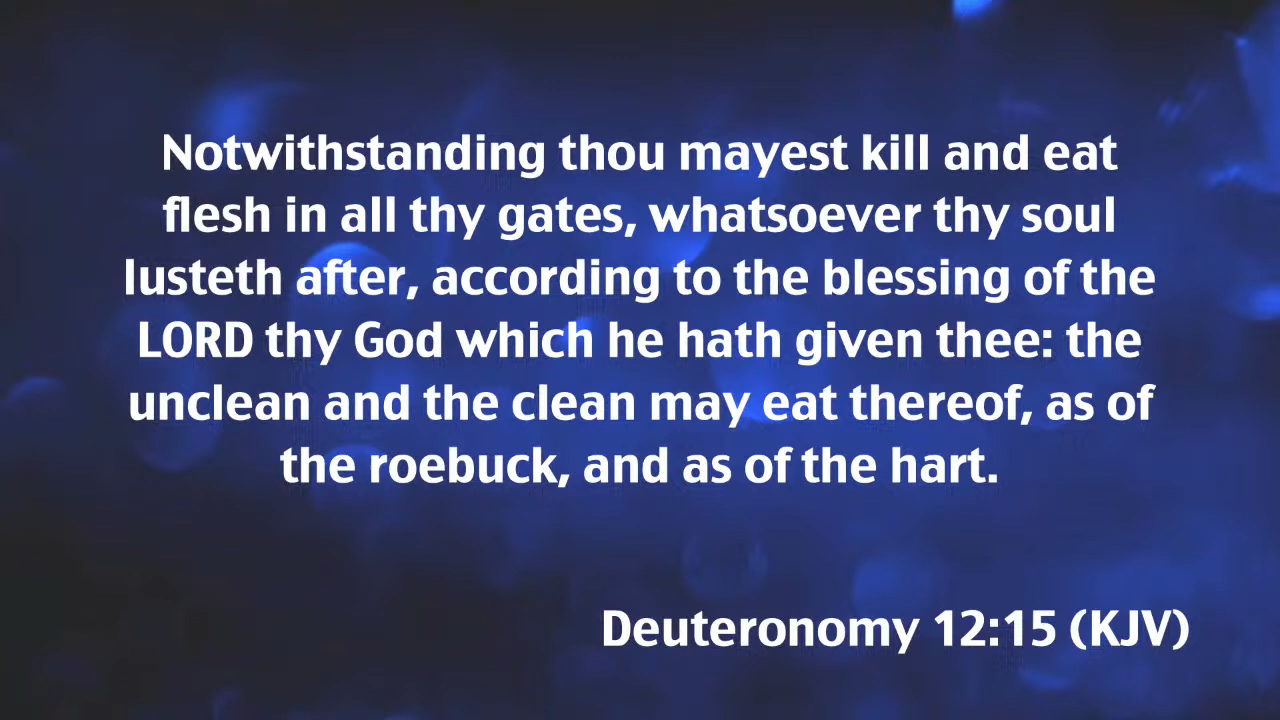 Notwithstanding thou mayest kill and eat
flesh in all thy gates, whatsoever thy soul
lusteth after, according to the blessing of the
LORD thy God which he hath given thee: the
unclean and the clean may eat thereof, as of
the roebuck, and as of the hart.
Deuteronomy 12:15 (KJV)